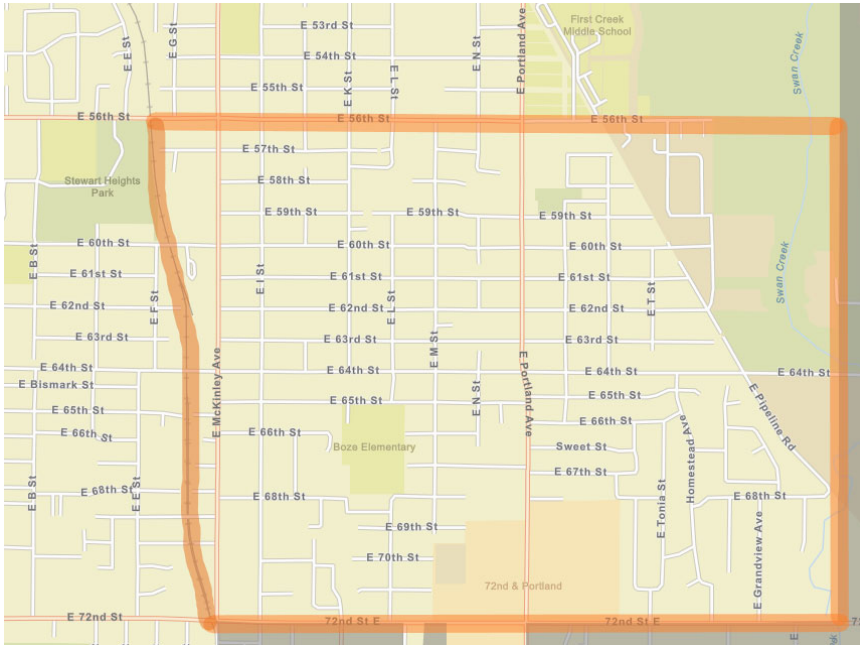 First Creek
Middle School
E 53rd St
E 54th St
E 55th St
E E St
E G St
E K St
E L St
E N St
E Portland Ave
Swan Creek
E 56th St
E 56th St
E 56th St
E 57th St
Stewart Heights
Park
E 58th St
E 59th St
E 59th St
E 59th St
E 60th St
E 60th St
E 60th St
E B St
E 61st St
E 61st St
E 61st St
E I St
Swan Creek
E F St
E L St
E T St
E 62nd St
E 62nd St
E 62nd St
E 63rd St
E 63rd St
E 63rd St
E M St
E 64th St
E 64th St
E 64th St
E 64th St
E McKinley Ave
E Portland Ave
E Bismark St
E 65th St
E 65th St
E 65th St
E N St
E Pipeline Rd
E 66th St
E 66th St
E 66th St
Homestead Ave
Boze Elementary
Sweet St
E 67th St
E B St
E E St
E 68th St
E 68th St
E 68th St
E Tonia St
E Grandview Ave
E 69th St
E 70th St
72nd & Portland
E 72nd St
72nd St E
72nd St E
E